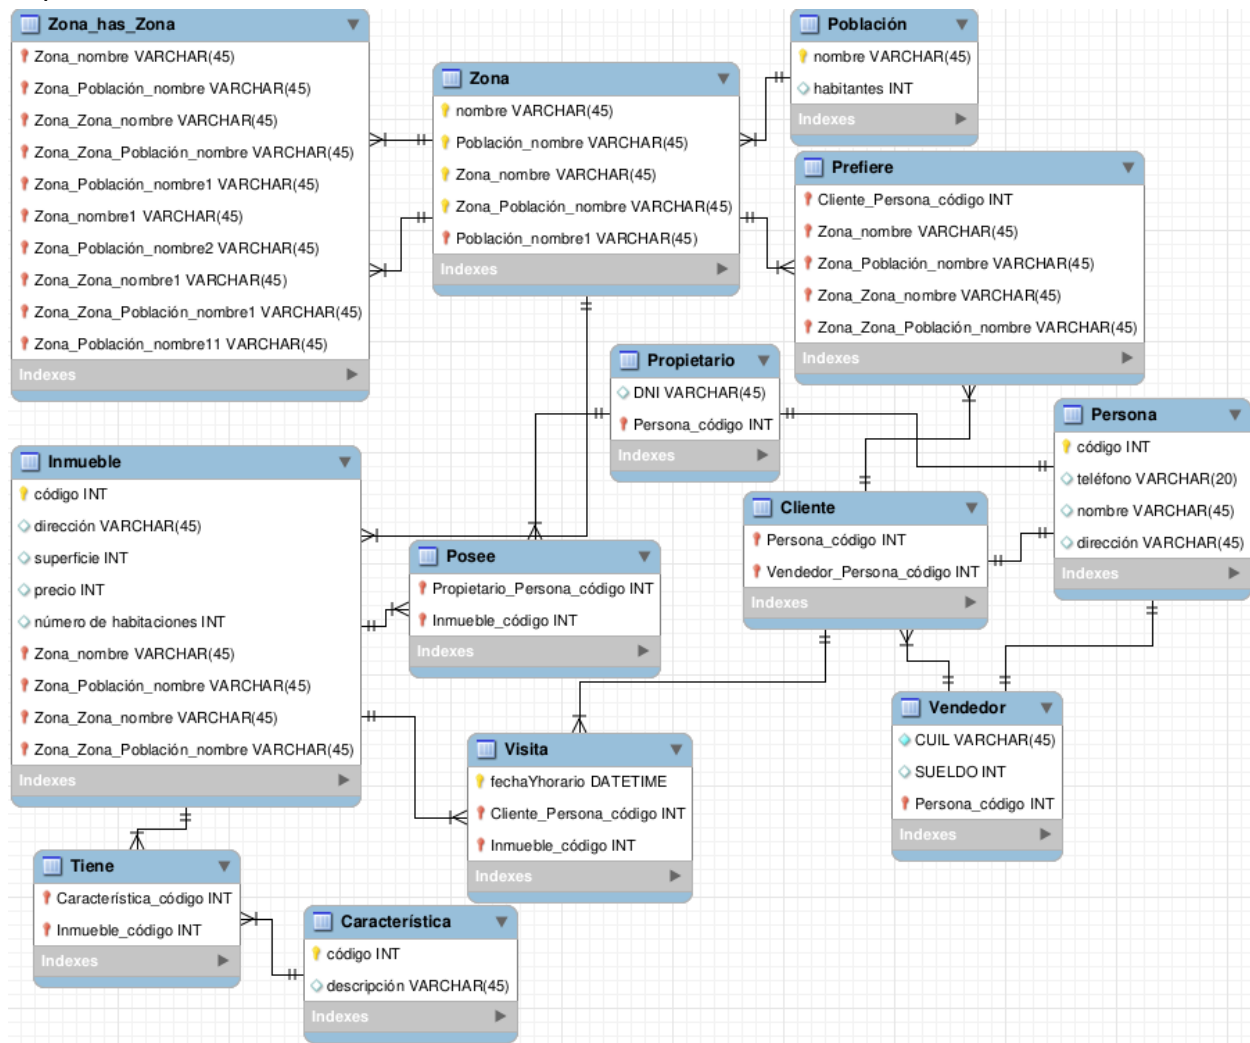 Zona_has_Zona
Zona_nombre VARCHAR(45)
Zona_Población_nombre VARCHAR(45)
Zona_Zona_nombre VARCHAR(45)
Zona_Zona_Población_nombre VARCHAR(45)
Zona_Población_nombre1 VARCHAR(45)
Zona_nombre1 VARCHAR(45)
Zona_Población_nombre2 VARCHAR(45)
Zona_Zona_nombre1 VARCHAR(45)
Zona_Zona_Población_nombre1 VARCHAR(45)
Zona_Población_nombre11 VARCHAR(45)
Indexes
Zona
nombre VARCHAR(45)
Población_nombre VARCHAR(45)
Zona_nombre VARCHAR(45)
Zona_Población_nombre VARCHAR(45)
Población_nombre1 VARCHAR(45)
Indexes
Población
nombre VARCHAR(45)
habitantes INT
Indexes
Prefiere
Cliente_Persona_código INT
Zona_nombre VARCHAR(45)
Zona_Población_nombre VARCHAR(45)
Zona_Zona_nombre VARCHAR(45)
Zona_Zona_Población_nombre VARCHAR(45)
Indexes
Propietario
DNI VARCHAR(45)
Persona_código INT
Indexes
Persona
código INT
teléfono VARCHAR(20)
nombre VARCHAR(45)
dirección VARCHAR(45)
Indexes
Inmueble
código INT
dirección VARCHAR(45)
superficie INT
precio INT
número de habitaciones INT
Zona_nombre VARCHAR(45)
Zona_Población_nombre VARCHAR(45)
Zona_Zona_nombre VARCHAR(45)
Zona_Zona_Población_nombre VARCHAR(45)
Indexes
Posee
Propietario_Persona_código INT
Inmueble_código INT
Indexes
Cliente
Persona_código INT
Vendedor_Persona_código INT
Indexes
Vendedor
CUIL VARCHAR(45)
SUELDO INT
Persona_código INT
Indexes
Visita
fechaYhorario DATETIME
Cliente_Persona_código INT
Inmueble_código INT
Indexes
Tiene
Característica_código INT
Inmueble_código INT
Indexes
Característica
código INT
descripción VARCHAR(45)
Indexes